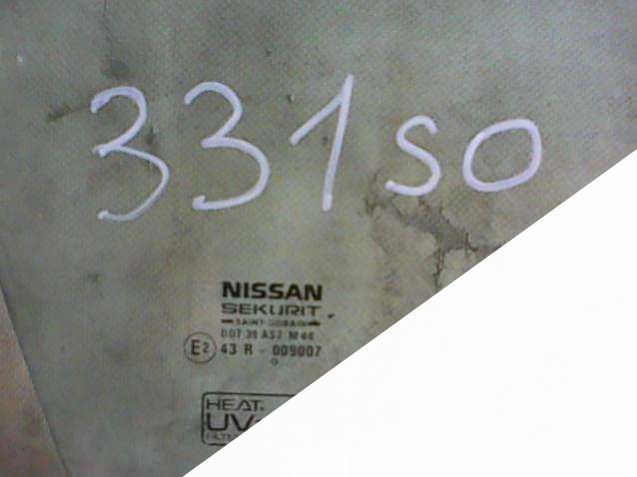 331so
NISSAN
SEKURIT
SAINT-GOBAIN
E2 43 R - 009007
HEAT
UV